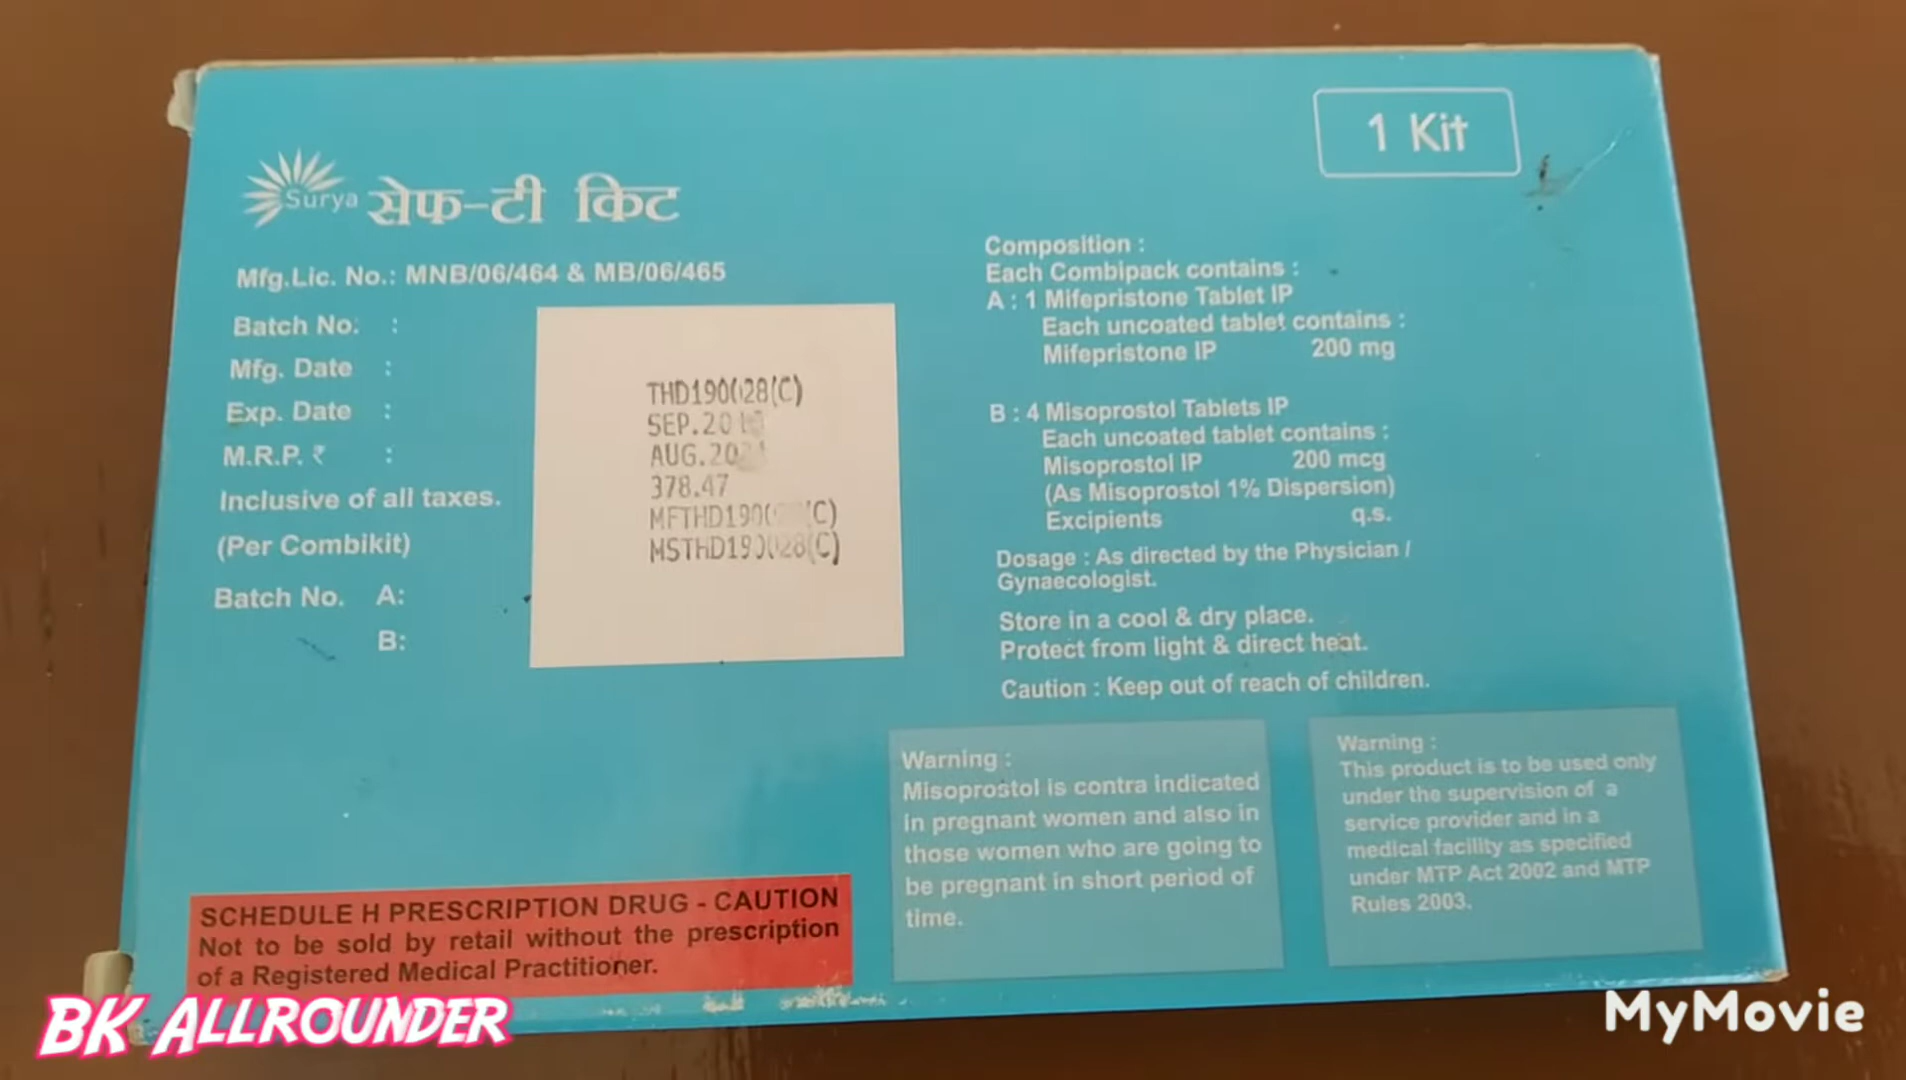 1 Kit
Surya सेफ-टी किट
Mfg.Lic. No.: MNB/06/464 & MB/06/465
Batch No. :
Mfg. Date :
Exp. Date :
M.R.P. ₹ :
Inclusive of all taxes.
(Per Combikit)
Batch No. A:
B:
SEP.
AUG.
378.47
Composition :
Each Combipack contains :
A : 1 Mifepristone Tablet IP
Each uncoated tablet contains :
Mifepristone IP 200 mg
B : 4 Misoprostol Tablets IP
Each uncoated tablet contains :
Misoprostol IP 200 mcg
(As Misoprostol 1% Dispersion)
Excipients q.s.
Dosage : As directed by the Physician /
Gynaecologist.
Store in a cool & dry place.
Protect from light & direct heat.
Caution : Keep out of reach of children.
Warning :
Misoprostol is contra indicated
in pregnant women and also in
those women who are going to
be pregnant in short period of
time.
Warning :
This product is to be used only
under the supervision of a
service provider and in a
medical facility as specified
under MTP Act 2002 and MTP
Rules 2003.
SCHEDULE H PRESCRIPTION DRUG - CAUTION
Not to be sold by retail without the prescription
of a Registered Medical Practitioner.
BK ALLROUNDER
MyMovie